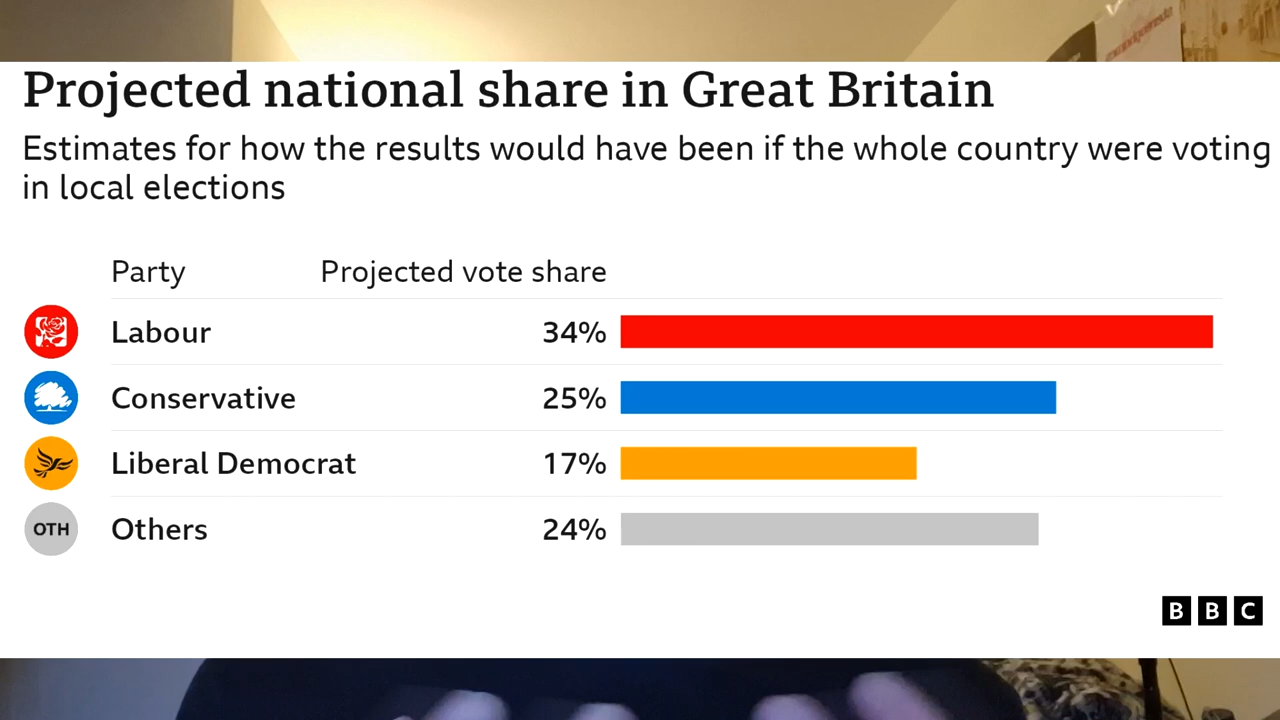 Projected national share in Great Britain
Estimates for how the results would have been if the whole country were voting
in local elections
Party Projected vote share
Labour 34%
Conservative 25%
Liberal Democrat 17%
OTH Others 24%
BBC